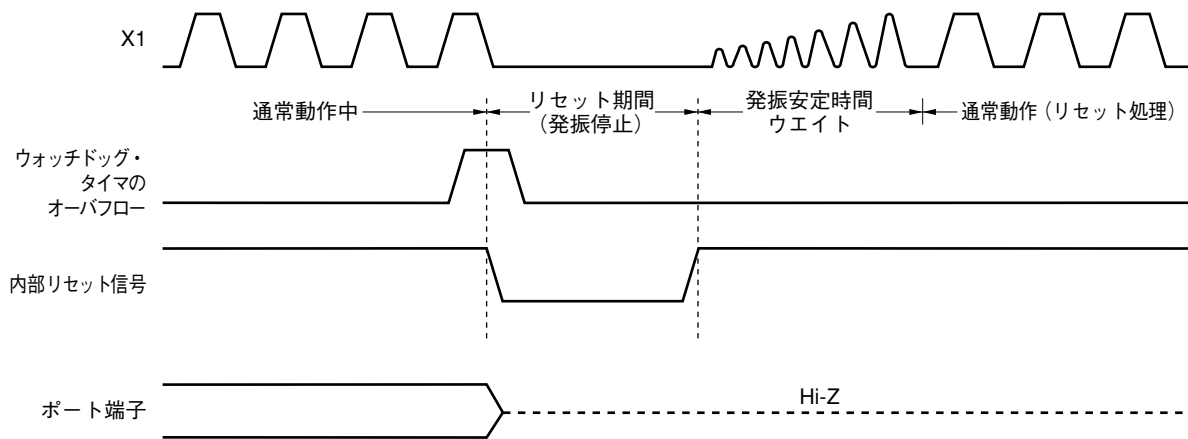 X1
通常動作中
リセット期間
(発振停止)
発振安定時間
ウエイト
通常動作(リセット処理)
ウォッチドッグ・
タイマの
オーバフロー
内部リセット信号
ポート端子
Hi-Z